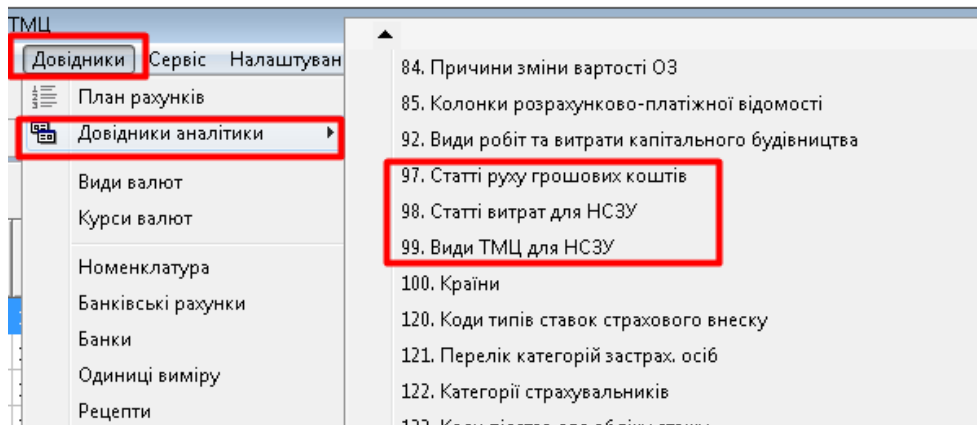 ТМЦ
Довідники Сервіс Налаштуван
План рахунків
Довідники аналітики
Види валют
Курси валют
Номенклатура
Банківські рахунки
Банки
Одиниці виміру
Рецепти
84. Причини зміни вартості ОЗ
85. Колонки розрахунково-платіжної відомості
92. Види робіт та витрати капітального будівництва
97. Статті руху грошових коштів
98. Статті витрат для НСЗУ
99. Види ТМЦ для НСЗУ
100. Країни
120. Коди типів ставок страхового внеску
121. Перелік категорій застрах. осіб
122. Категорії страхувальників